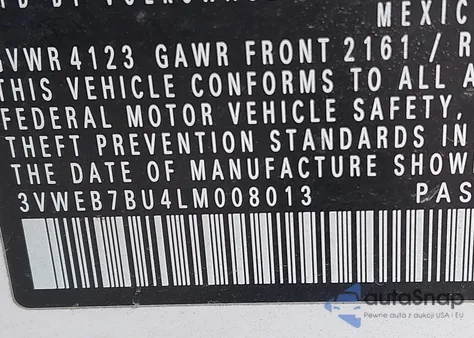 MEXIC
GVWR 4123 GAWR FRONT 2161 / R
THIS VEHICLE CONFORMS TO ALL A
FEDERAL MOTOR VEHICLE SAFETY,
THEFT PREVENTION STANDARDS IN
THE DATE OF MANUFACTURE SHOW
3VWEB7BU4LM008013 PAS
autaSnap
Pewne auta z aukcji USA i EU